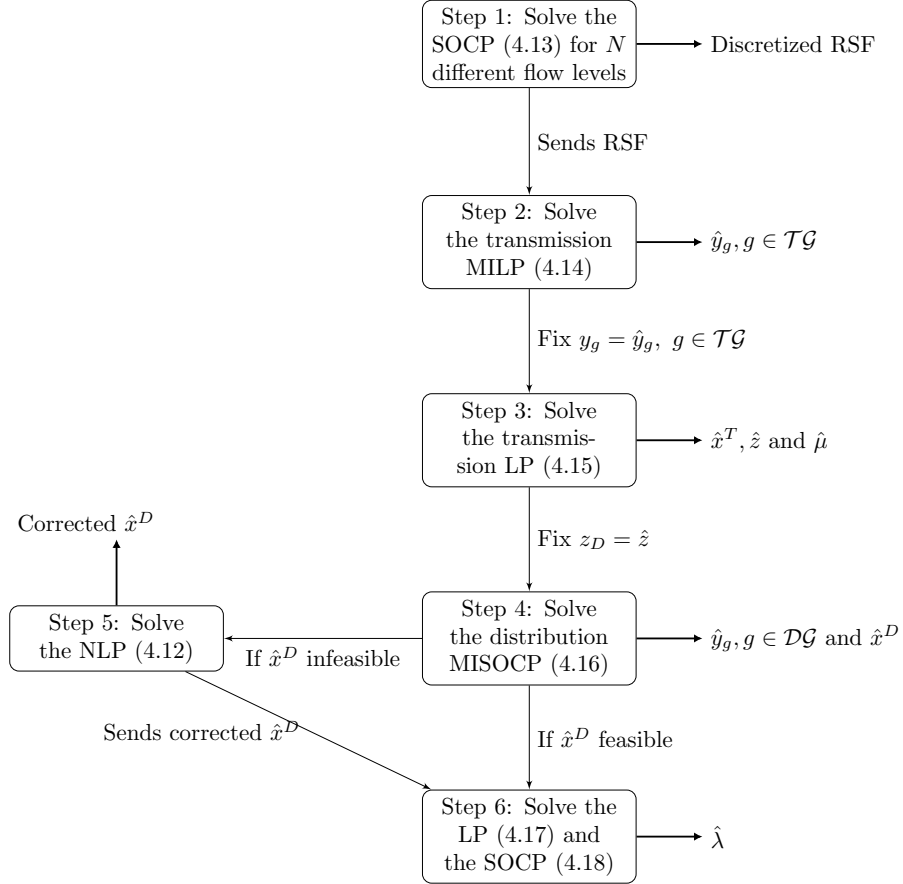 Step 1: Solve the
SOCP (4.13) for N
different flow levels
Discretized RSF
Sends RSF
Step 2: Solve
the transmission
MILP (4.14)
ŷ_g, g ∈ 𝒯𝒢
Fix y_g = ŷ_g, g ∈ 𝒯𝒢
Step 3: Solve
the transmis-
sion LP (4.15)
x̂^T, ẑ and μ̂
Fix z_D = ẑ
Corrected x̂^D
Step 5: Solve
the NLP (4.12)
If x̂^D infeasible
Step 4: Solve
the distribution
MISOCP (4.16)
ŷ_g, g ∈ 𝒟𝒢 and x̂^D
Sends corrected x̂^D
If x̂^D feasible
Step 6: Solve the
LP (4.17) and
the SOCP (4.18)
λ̂